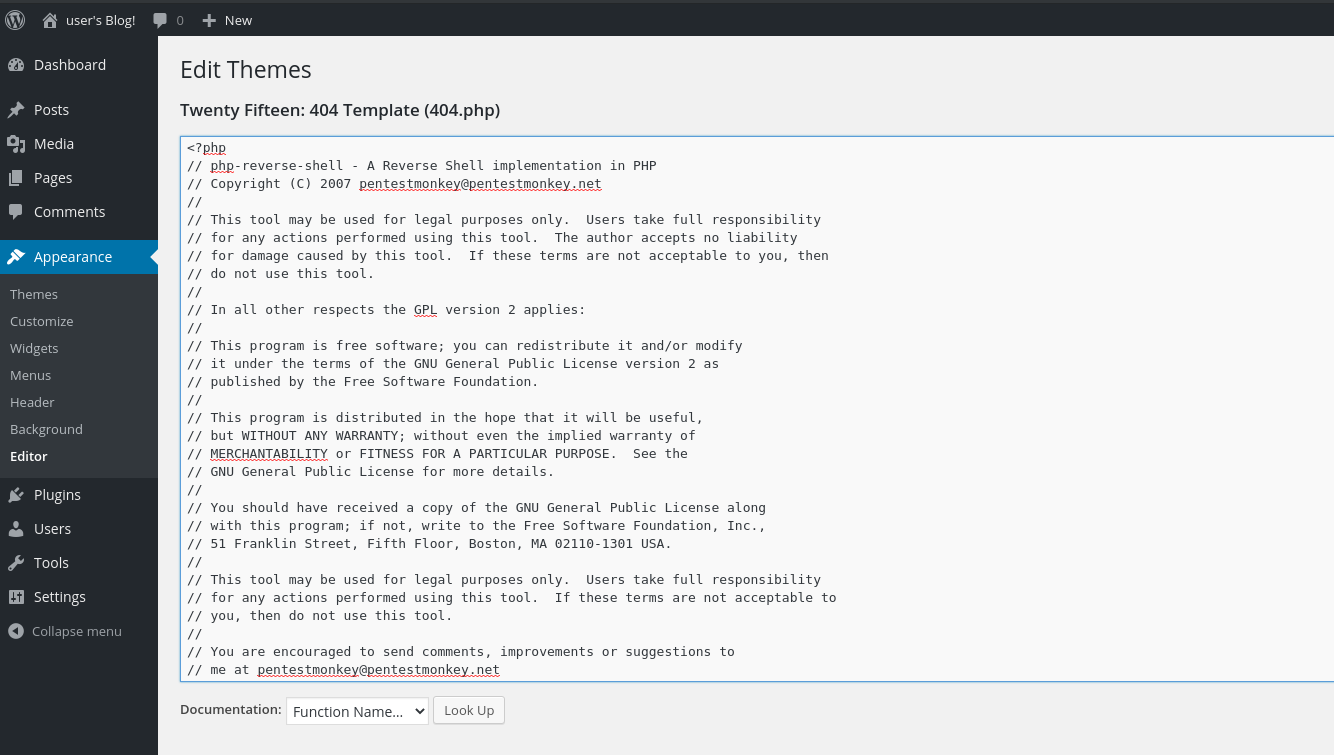 user's Blog! 0 New
Dashboard
Posts
Media
Pages
Comments
Appearance
Themes
Customize
Widgets
Menus
Header
Background
Editor
Plugins
Users
Tools
Settings
Collapse menu
Edit Themes
Twenty Fifteen: 404 Template (404.php)
<?php
// php-reverse-shell - A Reverse Shell implementation in PHP
// Copyright (C) 2007 pentestmonkey@pentestmonkey.net
//
// This tool may be used for legal purposes only.  Users take full responsibility
// for any actions performed using this tool.  The author accepts no liability
// for damage caused by this tool.  If these terms are not acceptable to you, then
// do not use this tool.
//
// In all other respects the GPL version 2 applies:
//
// This program is free software; you can redistribute it and/or modify
// it under the terms of the GNU General Public License version 2 as
// published by the Free Software Foundation.
//
// This program is distributed in the hope that it will be useful,
// but WITHOUT ANY WARRANTY; without even the implied warranty of
// MERCHANTABILITY or FITNESS FOR A PARTICULAR PURPOSE.  See the
// GNU General Public License for more details.
//
// You should have received a copy of the GNU General Public License along
// with this program; if not, write to the Free Software Foundation, Inc.,
// 51 Franklin Street, Fifth Floor, Boston, MA 02110-1301 USA.
//
// This tool may be used for legal purposes only.  Users take full responsibility
// for any actions performed using this tool.  If these terms are not acceptable to
// you, then do not use this tool.
//
// You are encouraged to send comments, improvements or suggestions to
// me at pentestmonkey@pentestmonkey.net
Documentation: Function Name... Look Up